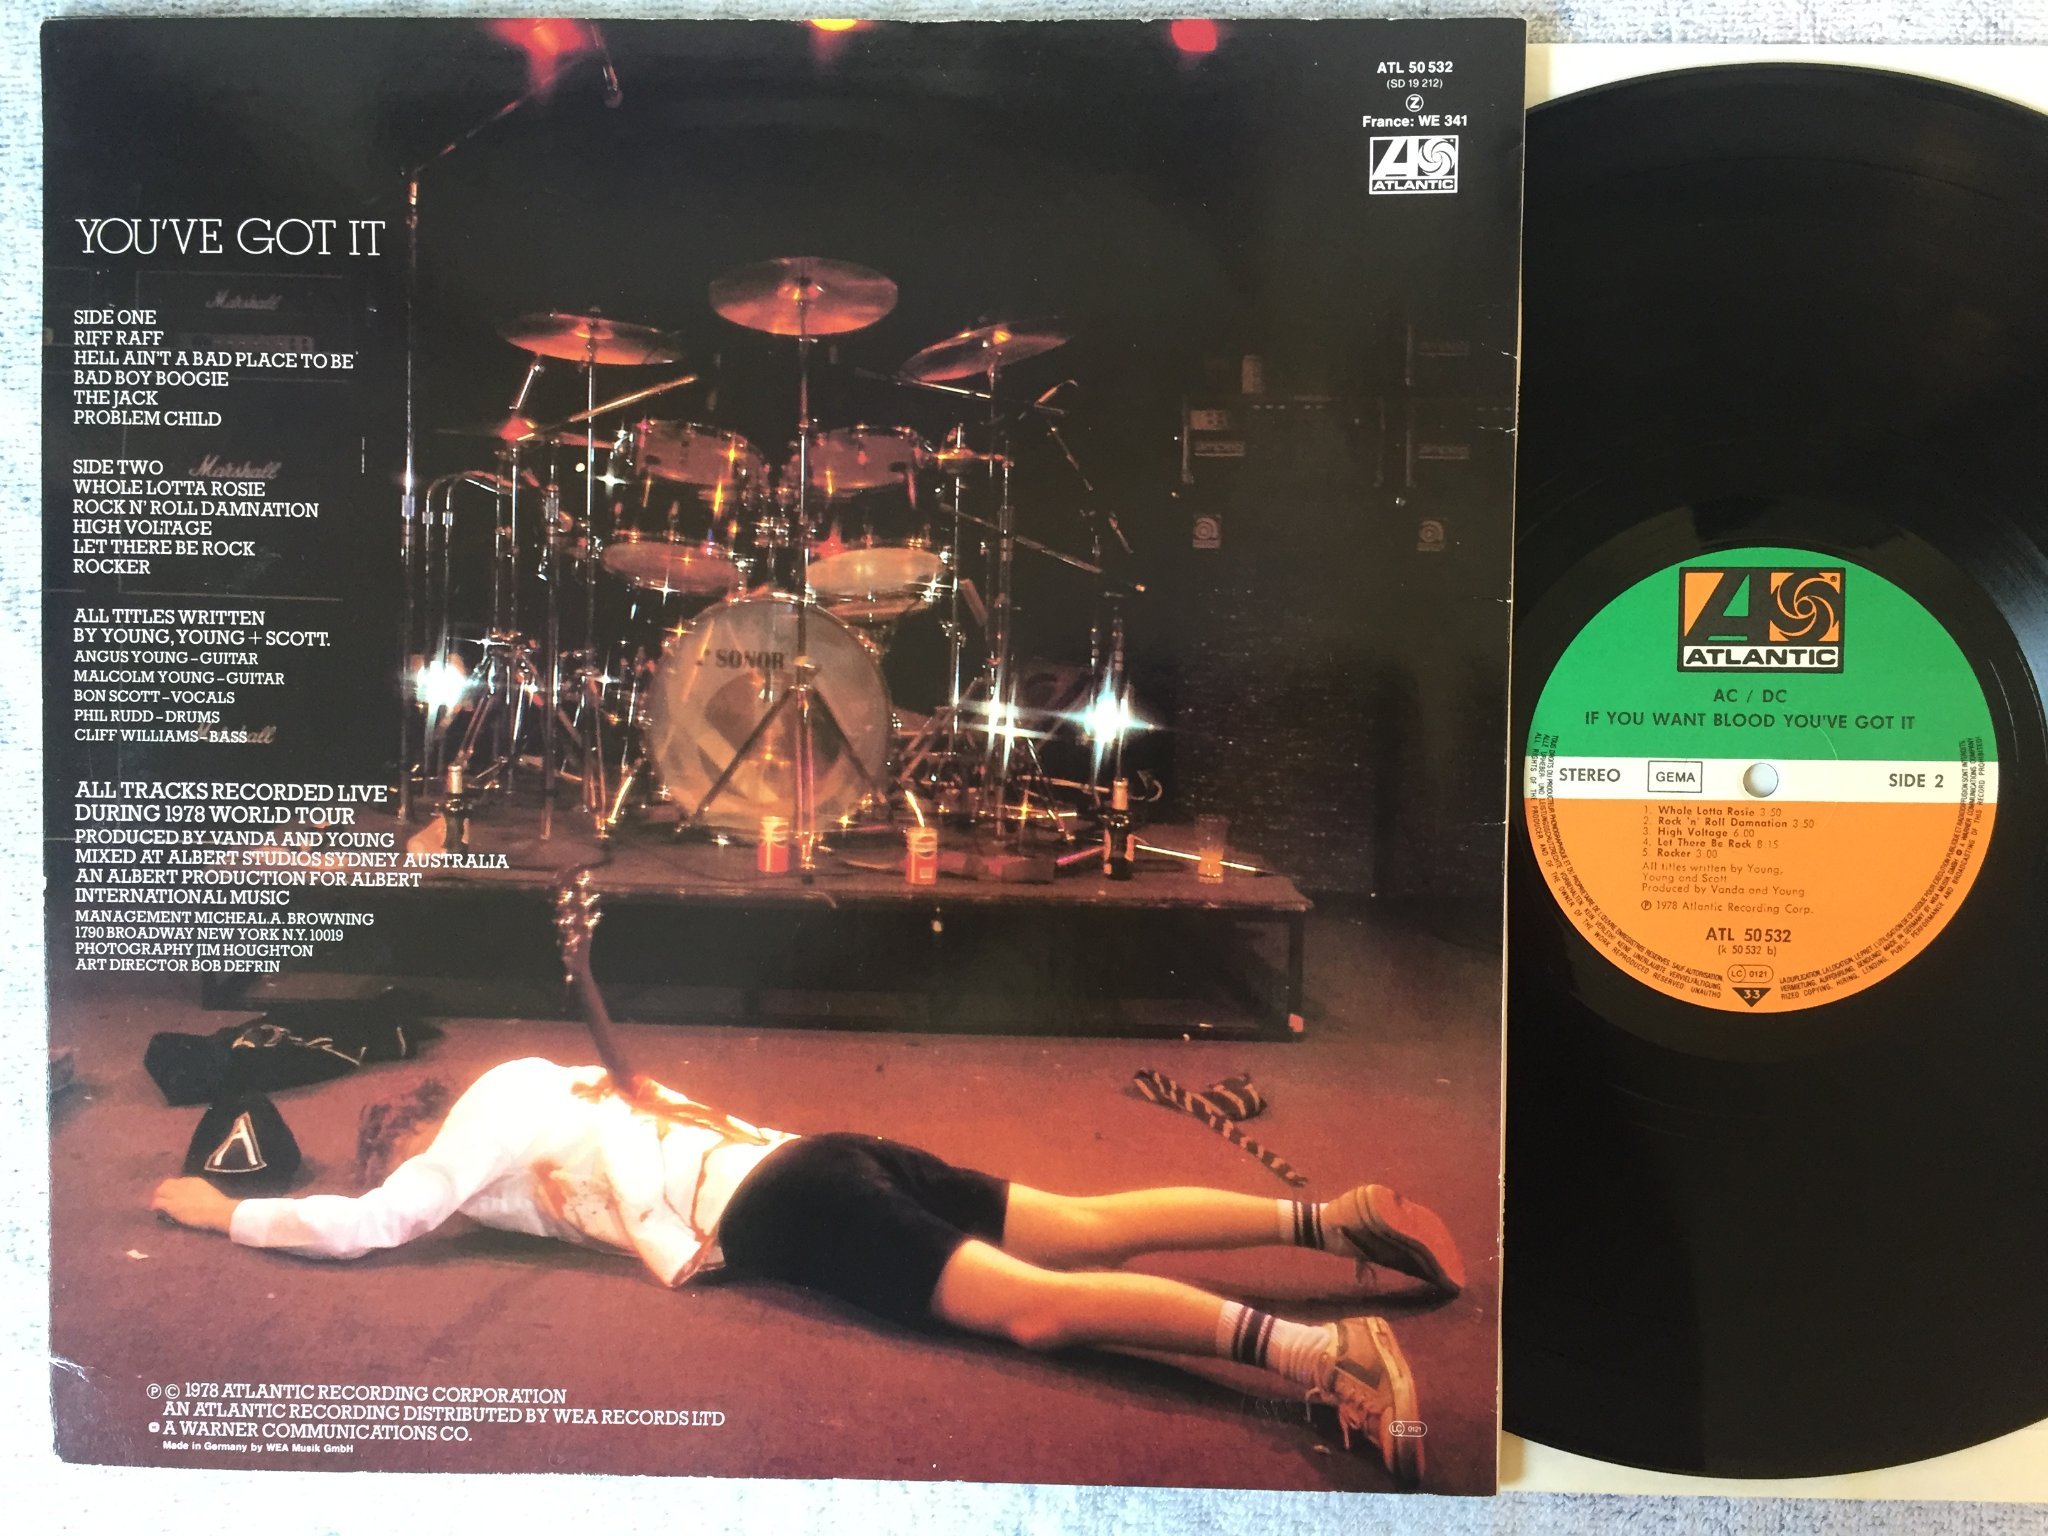 ATL 50 532
(SD 19 212)
Z
France: WE 341
ATLANTIC
YOU'VE GOT IT
Marshall
SIDE ONE
RIFF RAFF
HELL AIN'T A BAD PLACE TO BE
BAD BOY BOOGIE
THE JACK
PROBLEM CHILD
SIDE TWO
Marshall
WHOLE LOTTA ROSIE
ROCK N' ROLL DAMNATION
HIGH VOLTAGE
LET THERE BE ROCK
ROCKER
ALL TITLES WRITTEN
BY YOUNG, YOUNG + SCOTT.
ANGUS YOUNG – GUITAR
MALCOLM YOUNG – GUITAR
BON SCOTT – VOCALS
PHIL RUDD – DRUMS
CLIFF WILLIAMS – BASS
ALL TRACKS RECORDED LIVE
DURING 1978 WORLD TOUR
PRODUCED BY VANDA AND YOUNG
MIXED AT ALBERT STUDIOS SYDNEY AUSTRALIA
AN ALBERT PRODUCTION FOR ALBERT
INTERNATIONAL MUSIC
MANAGEMENT MICHEAL.A. BROWNING
1790 BROADWAY NEW YORK N.Y. 10019
PHOTOGRAPHY JIM HOUGHTON
ART DIRECTOR BOB DEFRIN
SONOR
AMPEG
AMPEG
A
℗ © 1978 ATLANTIC RECORDING CORPORATION
AN ATLANTIC RECORDING DISTRIBUTED BY WEA RECORDS LTD
A WARNER COMMUNICATIONS CO.
Made in Germany by WEA Musik GmbH
LC 0121
ATLANTIC
AC / DC
IF YOU WANT BLOOD YOU'VE GOT IT
STEREO
GEMA
SIDE 2
1. Whole Lotta Rosie 3.50
2. Rock 'n' Roll Damnation 3.50
3. High Voltage 6.00
4. Let There Be Rock 8.15
5. Rocker 3.00
All titles written by Young,
Young and Scott
Produced by Vanda and Young
℗ 1978 Atlantic Recording Corp.
ATL 50 532
(k 50 532 b)
LC 0121
33